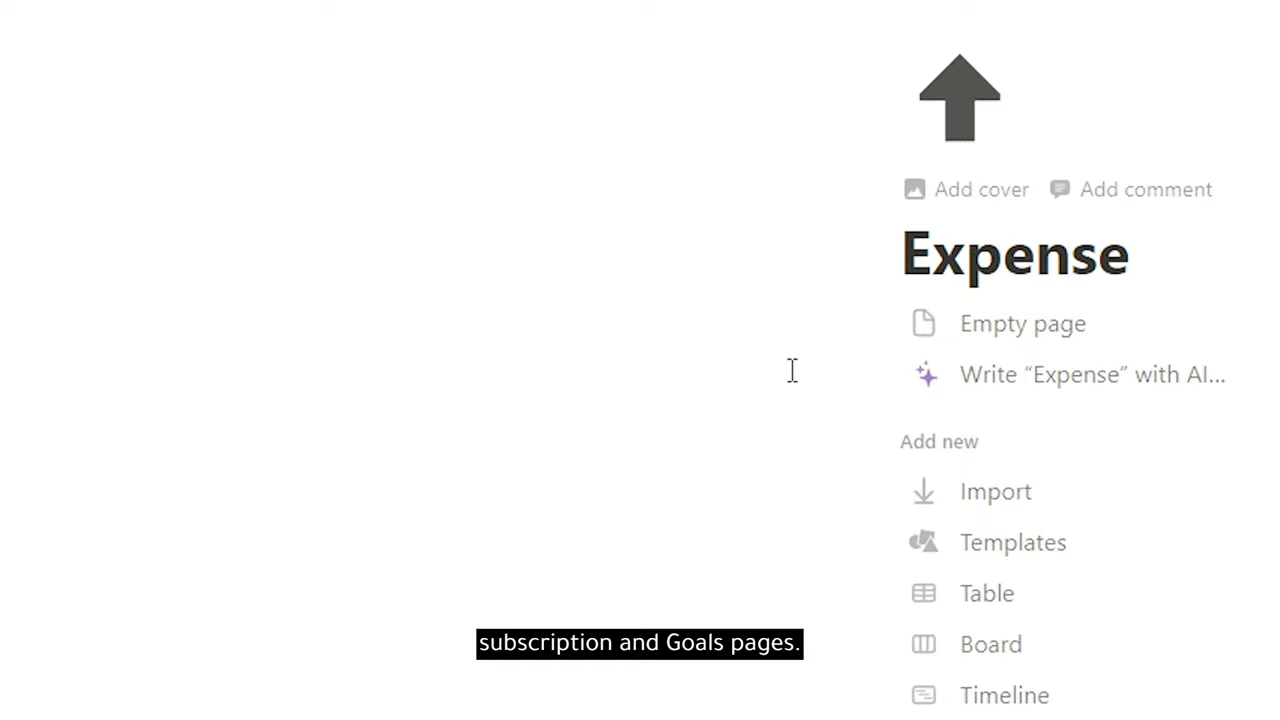 Add cover Add comment
Expense
Empty page
Write “Expense” with AI...
Add new
Import
Templates
Table
subscription and Goals pages.
Board
Timeline